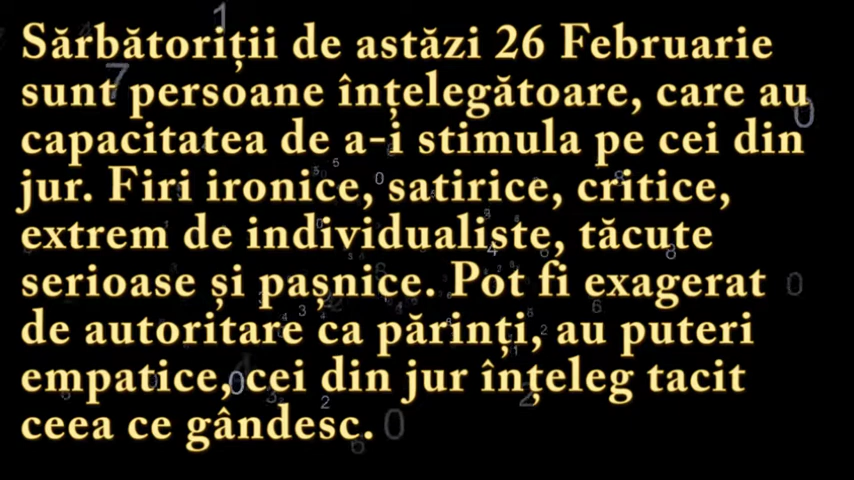 Sărbătoriții de astăzi 26 Februarie
sunt persoane înțelegătoare, care au
capacitatea de a-i stimula pe cei din
jur. Firi ironice, satirice, critice,
extrem de individualiste, tăcute
serioase și pașnice. Pot fi exagerat
de autoritare ca părinți, au puteri
empatice, cei din jur înțeleg tacit
ceea ce gândesc.